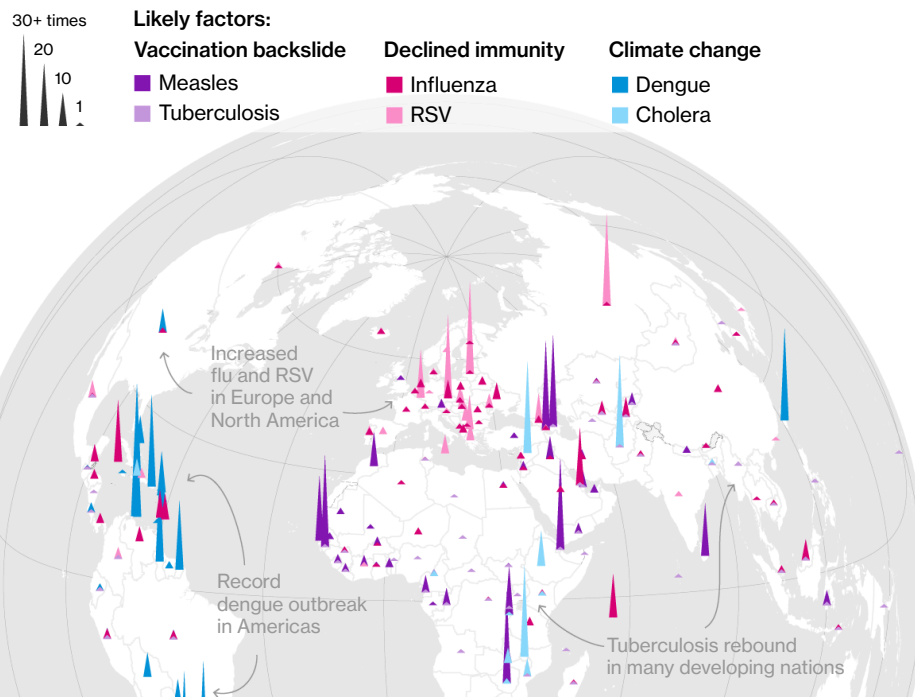 30+ times
20
10
1
Likely factors:
Vaccination backslide
Measles
Tuberculosis
Declined immunity
Influenza
RSV
Climate change
Dengue
Cholera
Increased
flu and RSV
in Europe and
North America
Record
dengue outbreak
in Americas
Tuberculosis rebound
in many developing nations